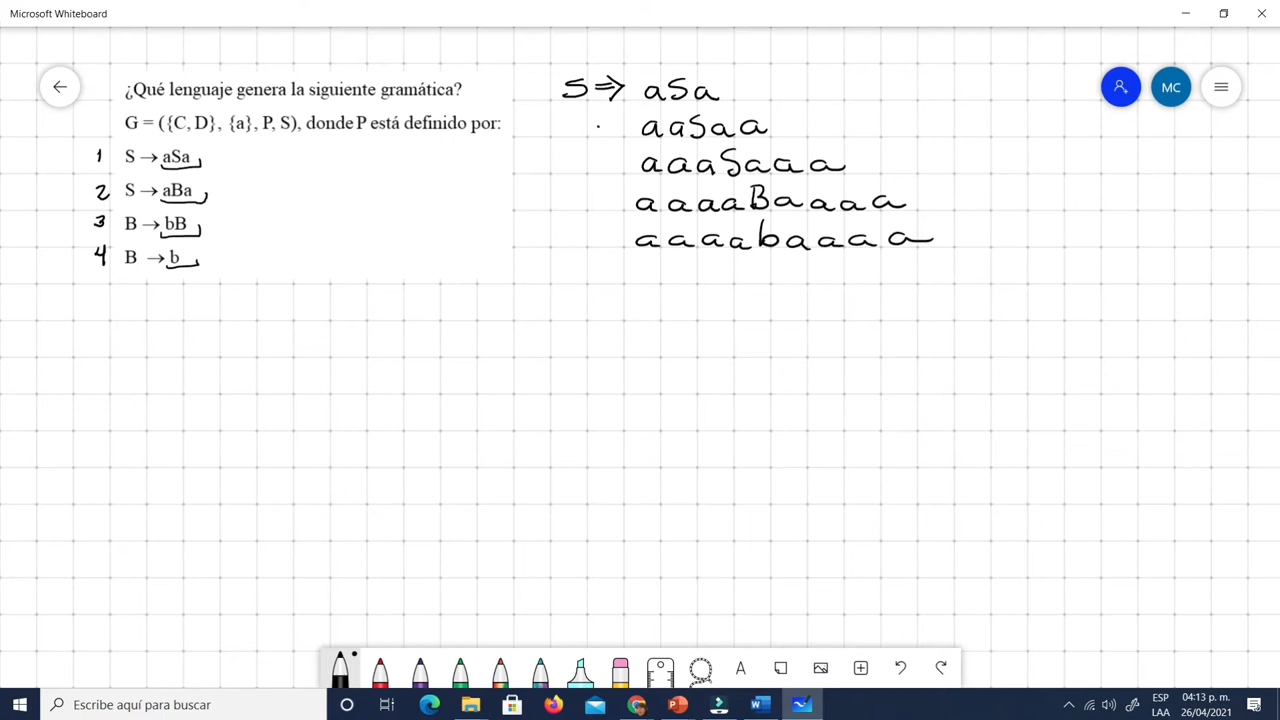 Microsoft Whiteboard
MC
¿Qué lenguaje genera la siguiente gramática?
G = ({C, D}, {a}, P, S), donde P está definido por:
1 S → aSa
2 S → aBa
3 B → bB
4 B → b
S ⇒ aSa
aaSaa
aaaSaaa
aaaaBaaaa
aaaabaaaa
A
Escribe aquí para buscar
ESP
LAA
04:13 p. m.
26/04/2021